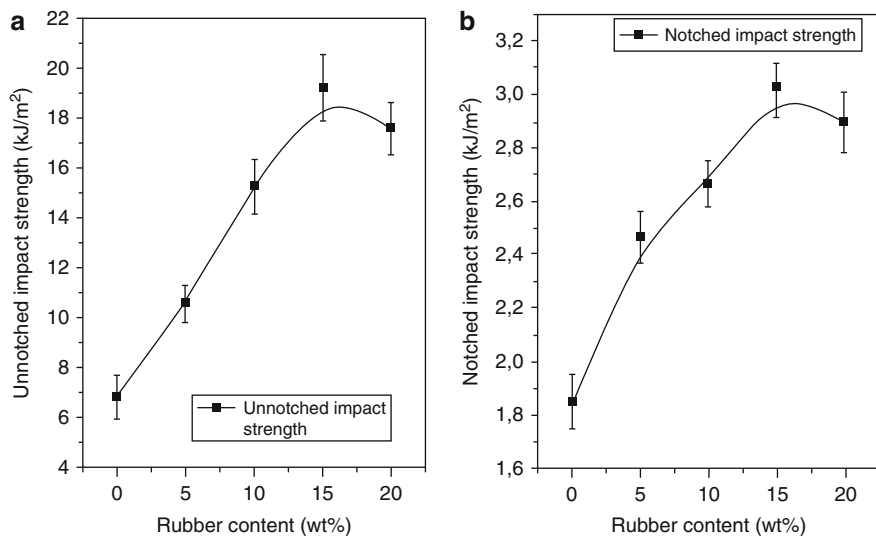 a
22
20
18
16
14
12
10
8
6
4
Unnotched impact strength (kJ/m²)
Unnotched impact
strength
0 5 10 15 20
Rubber content (wt%)
b
3,2
3,0
2,8
2,6
2,4
2,2
2,0
1,8
1,6
Notched impact strength (kJ/m²)
Notched impact strength
0 5 10 15 20
Rubber content (wt%)